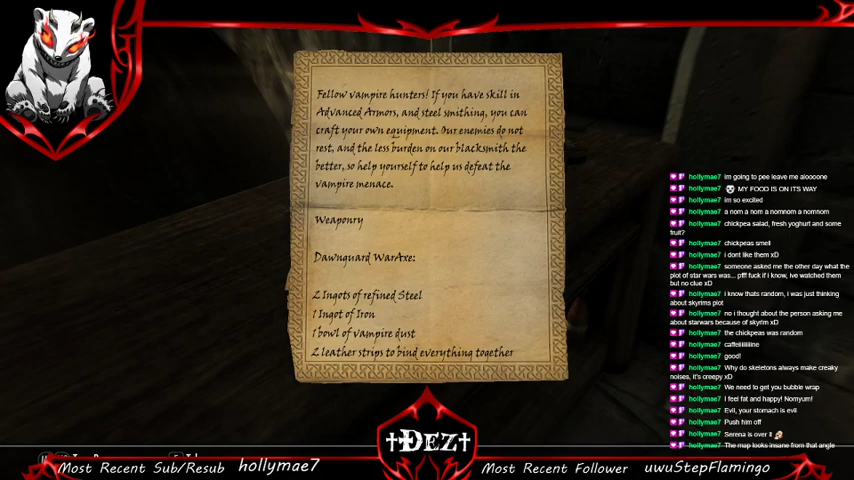 Fellow vampire hunters! If you have skill in
Advanced Armors, and steel smithing, you can
craft your own equipment. Our enemies do not
rest, and the less burden on our blacksmith the
better, so help yourself to help us defeat the
vampire menace.
Weaponry
Dawnguard WarAxe:
2 Ingots of refined Steel
1 Ingot of Iron
1 bowl of vampire dust
2 leather strips to bind everything together
hollymae7 im going to pee leave me aloooone
hollymae7 MY FOOD IS ON ITS WAY
hollymae7 im so excited
hollymae7 a nom a nom a nomnom a nomnom
hollymae7 chickpea salad, fresh yoghurt and some
fruit?
hollymae7 chickpeas smell
hollymae7 i dont like them xD
hollymae7 someone asked me the other day what the
plot of star wars was... pfff fuck if i know, ive watched them
but no clue xD
hollymae7 i know thats random, i was just thinking
about skyrims plot
hollymae7 no i thought about the person asking me
about starwars because of skyrim xD
hollymae7 the chickpeas was random
hollymae7 good!
hollymae7 Why do skeletons always make creaky
noises, it's creepy xD
hollymae7 We need to get you bubble wrap
hollymae7 I feel fat and happy! Nomyum!
hollymae7 Evil, your stomach is evil
hollymae7 Push him off
hollymae7 Serena is over it
hollymae7 The map looks insane from that angle
†DEZ†
Most Recent Sub/Resub hollymae7
Most Recent Follower uwuStepFlamingo